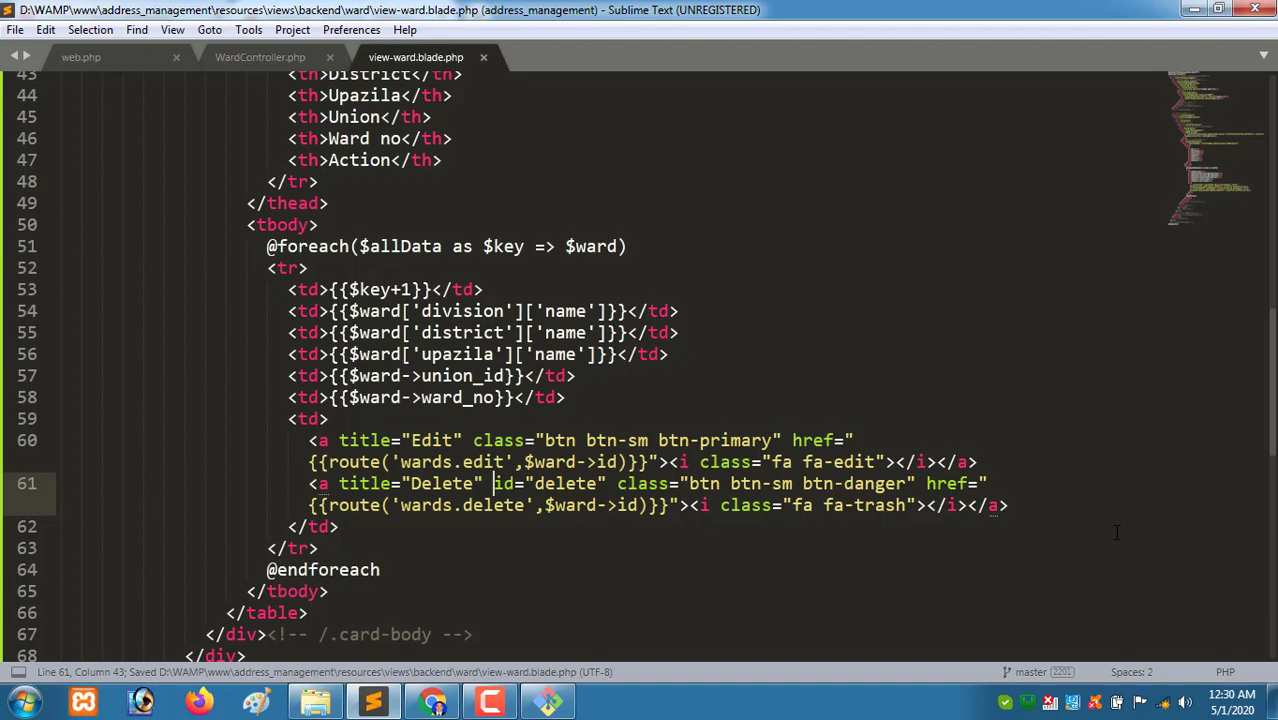 D:\WAMP\www\address_management\resources\views\backend\ward\view-ward.blade.php (address_management) - Sublime Text (UNREGISTERED)
File Edit Selection Find View Goto Tools Project Preferences Help
web.php × WardController.php × view-ward.blade.php ×
43 <th>District</th>
44 <th>Upazila</th>
45 <th>Union</th>
46 <th>Ward no</th>
47 <th>Action</th>
48 </tr>
49 </thead>
50 <tbody>
51 @foreach($allData as $key => $ward)
52 <tr>
53 <td>{{$key+1}}</td>
54 <td>{{$ward['division']['name']}}</td>
55 <td>{{$ward['district']['name']}}</td>
56 <td>{{$ward['upazila']['name']}}</td>
57 <td>{{$ward->union_id}}</td>
58 <td>{{$ward->ward_no}}</td>
59 <td>
60 <a title="Edit" class="btn btn-sm btn-primary" href="
{{route('wards.edit',$ward->id)}}"><i class="fa fa-edit"></i></a>
61 <a title="Delete" id="delete" class="btn btn-sm btn-danger" href="
{{route('wards.delete',$ward->id)}}"><i class="fa fa-trash"></i></a>
62 </td>
63 </tr>
64 @endforeach
65 </tbody>
66 </table>
67 </div><!-- /.card-body -->
68 </div>
Line 61, Column 43; Saved D:\WAMP\www\address_management\resources\views\backend\ward\view-ward.blade.php (UTF-8) master 2201 Spaces: 2 PHP
12:30 AM
5/1/2020